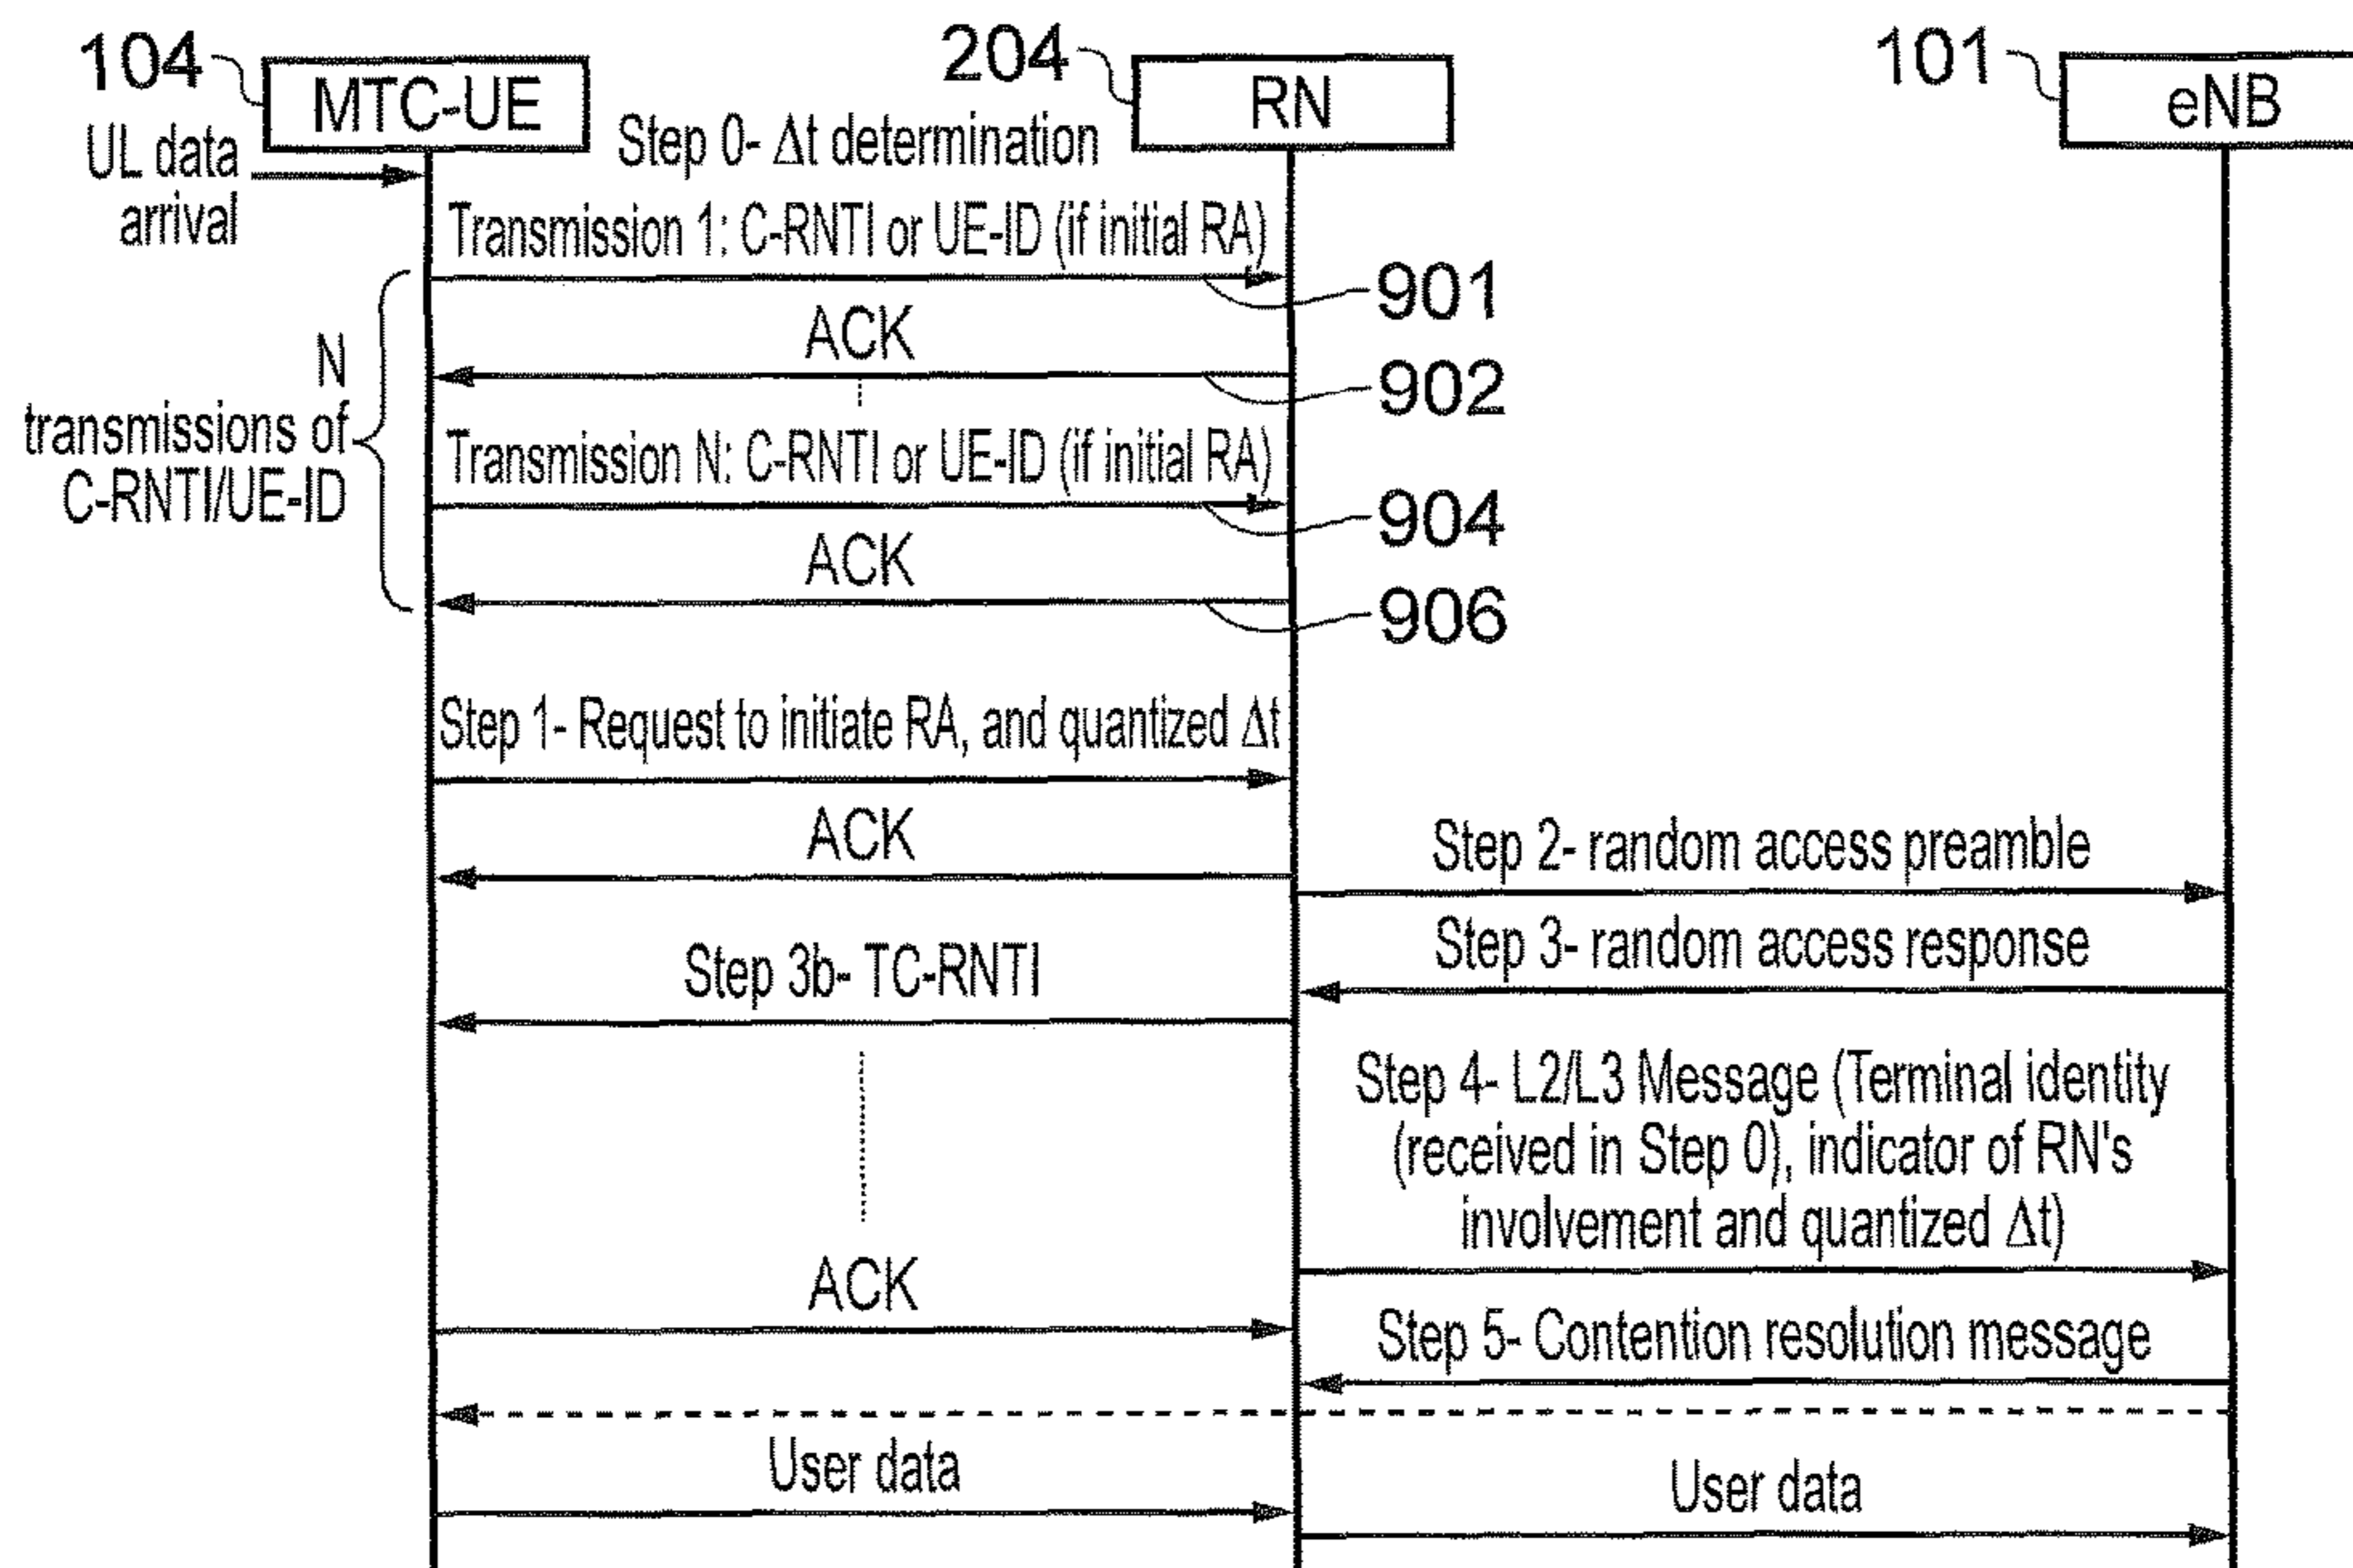 104
MTC-UE
204
RN
101
eNB
UL data
arrival
Step 0- Δt determination
Transmission 1: C-RNTI or UE-ID (if initial RA)
901
ACK
902
N
transmissions of
C-RNTI/UE-ID
Transmission N: C-RNTI or UE-ID (if initial RA)
904
ACK
906
Step 1- Request to initiate RA, and quantized Δt
ACK
Step 2- random access preamble
Step 3- random access response
Step 3b- TC-RNTI
Step 4- L2/L3 Message (Terminal identity
(received in Step 0), indicator of RN's
involvement and quantized Δt)
ACK
Step 5- Contention resolution message
User data
User data